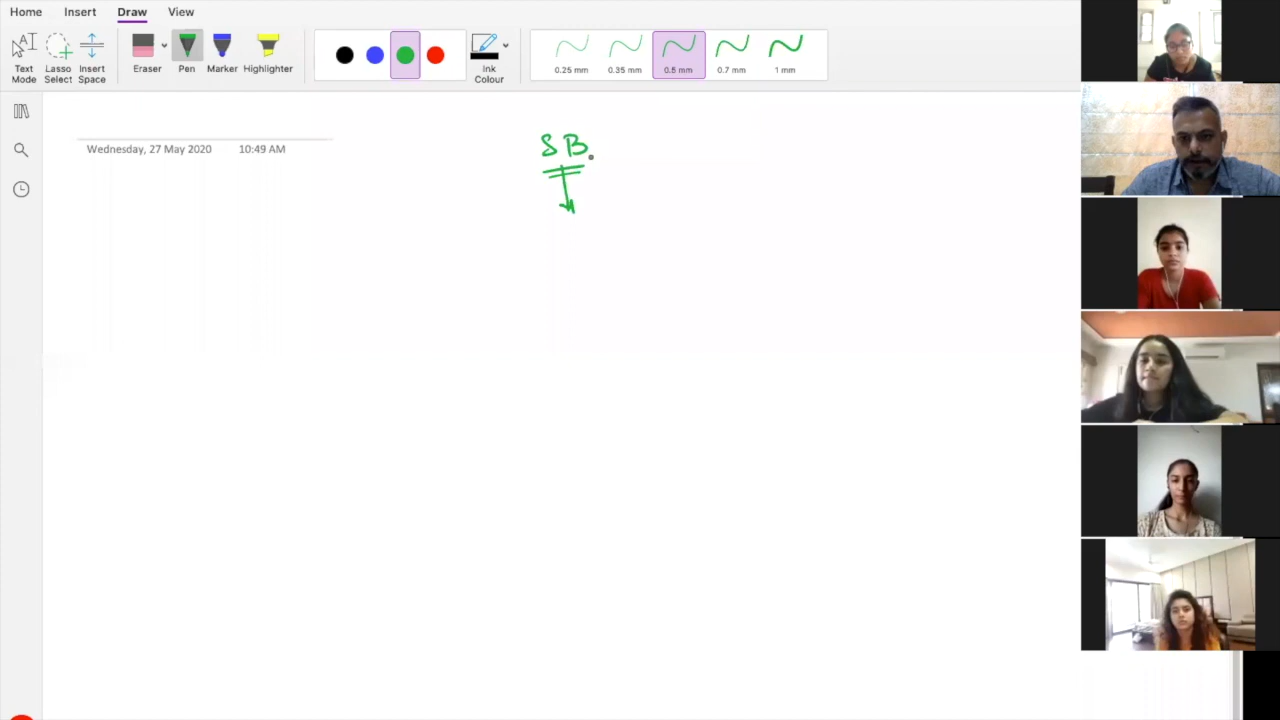 Home Insert Draw View
Text Mode Lasso Select Insert Space Eraser Pen Marker Highlighter Ink Colour 0.25 mm 0.35 mm 0.5 mm 0.7 mm 1 mm
Wednesday, 27 May 2020 10:49 AM
SB